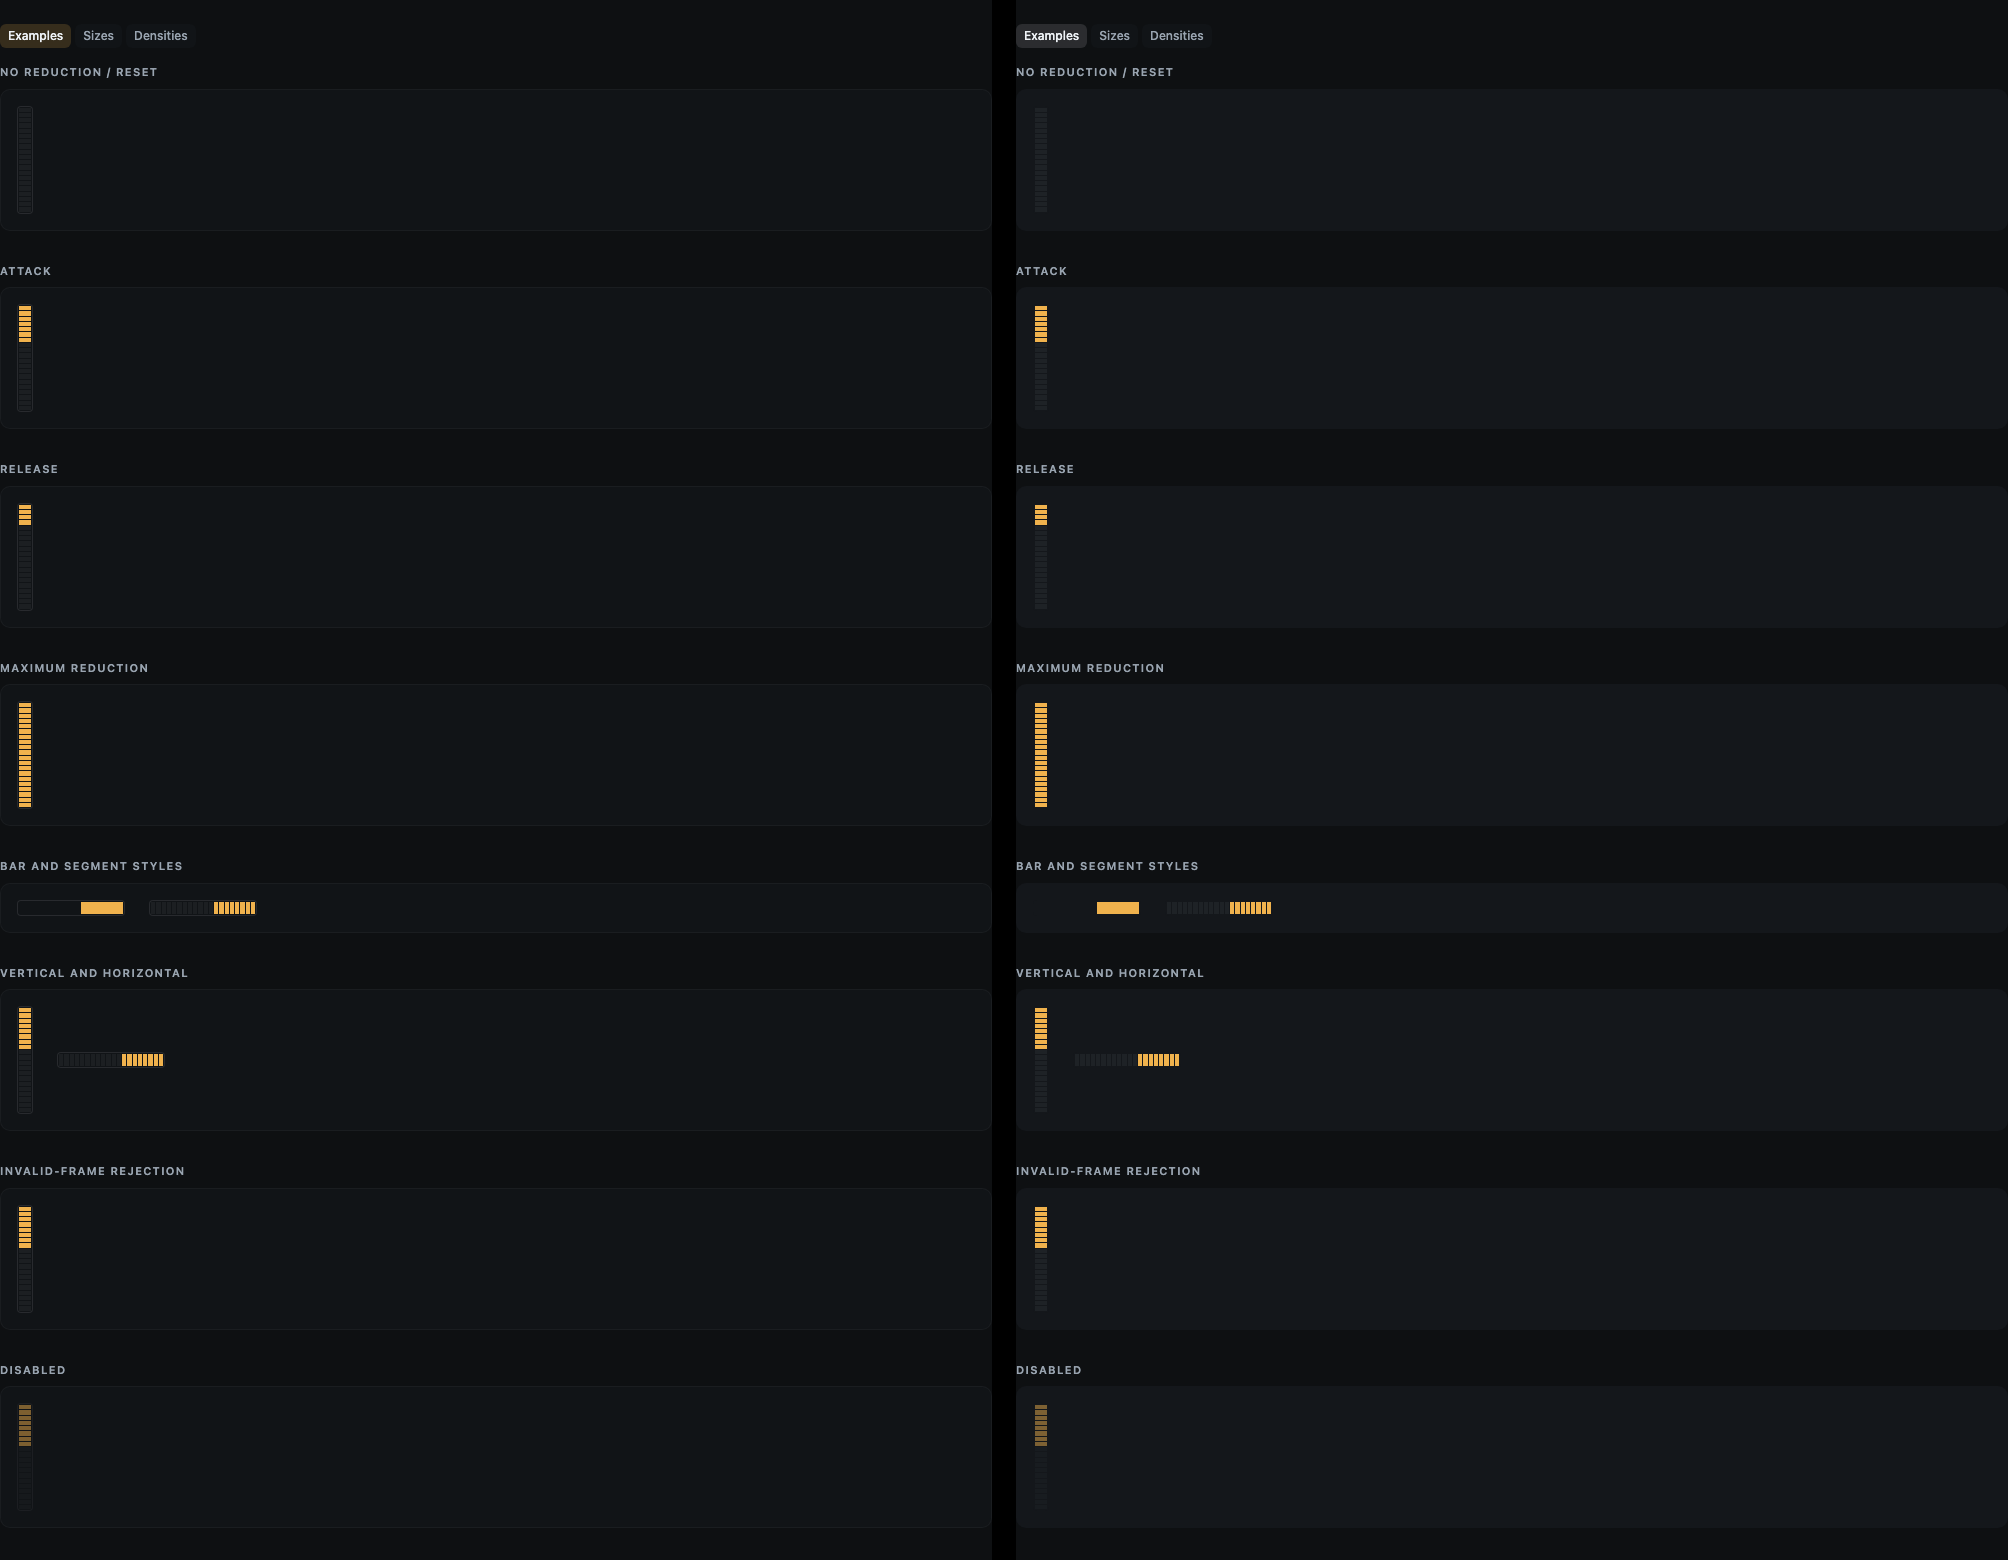 Examples Sizes Densities
NO REDUCTION / RESET
ATTACK
RELEASE
MAXIMUM REDUCTION
BAR AND SEGMENT STYLES
VERTICAL AND HORIZONTAL
INVALID-FRAME REJECTION
DISABLED
Examples Sizes Densities
NO REDUCTION / RESET
ATTACK
RELEASE
MAXIMUM REDUCTION
BAR AND SEGMENT STYLES
VERTICAL AND HORIZONTAL
INVALID-FRAME REJECTION
DISABLED